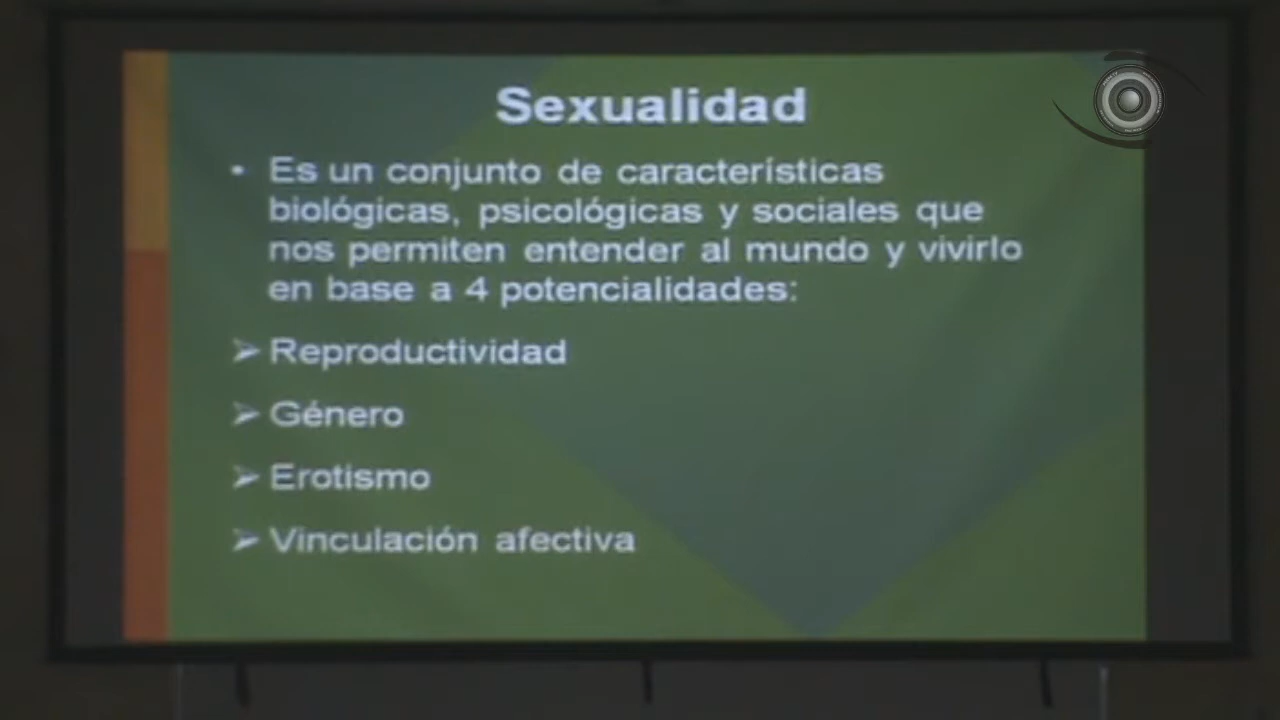 Sexualidad
• Es un conjunto de características
biológicas, psicológicas y sociales que
nos permiten entender al mundo y vivirlo
en base a 4 potencialidades:
➢ Reproductividad
➢ Género
➢ Erotismo
➢ Vinculación afectiva